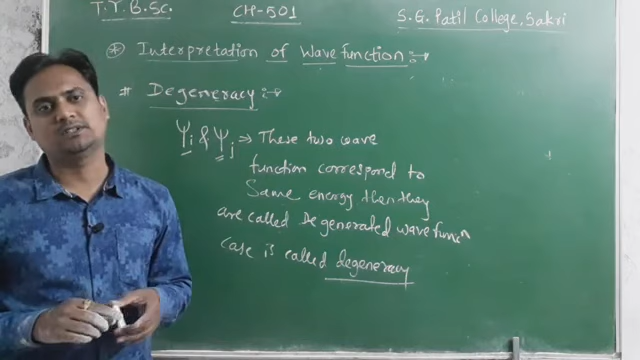 T.Y.B.Sc.
CH-501
S.G. Patil College, Sakri
* Interpretation of Wave Function :→
# Degeneracy :→
Ψi & Ψj → These two wave
function correspond to
Same energy then they
are called Degenerated wave function
case is called degeneracy